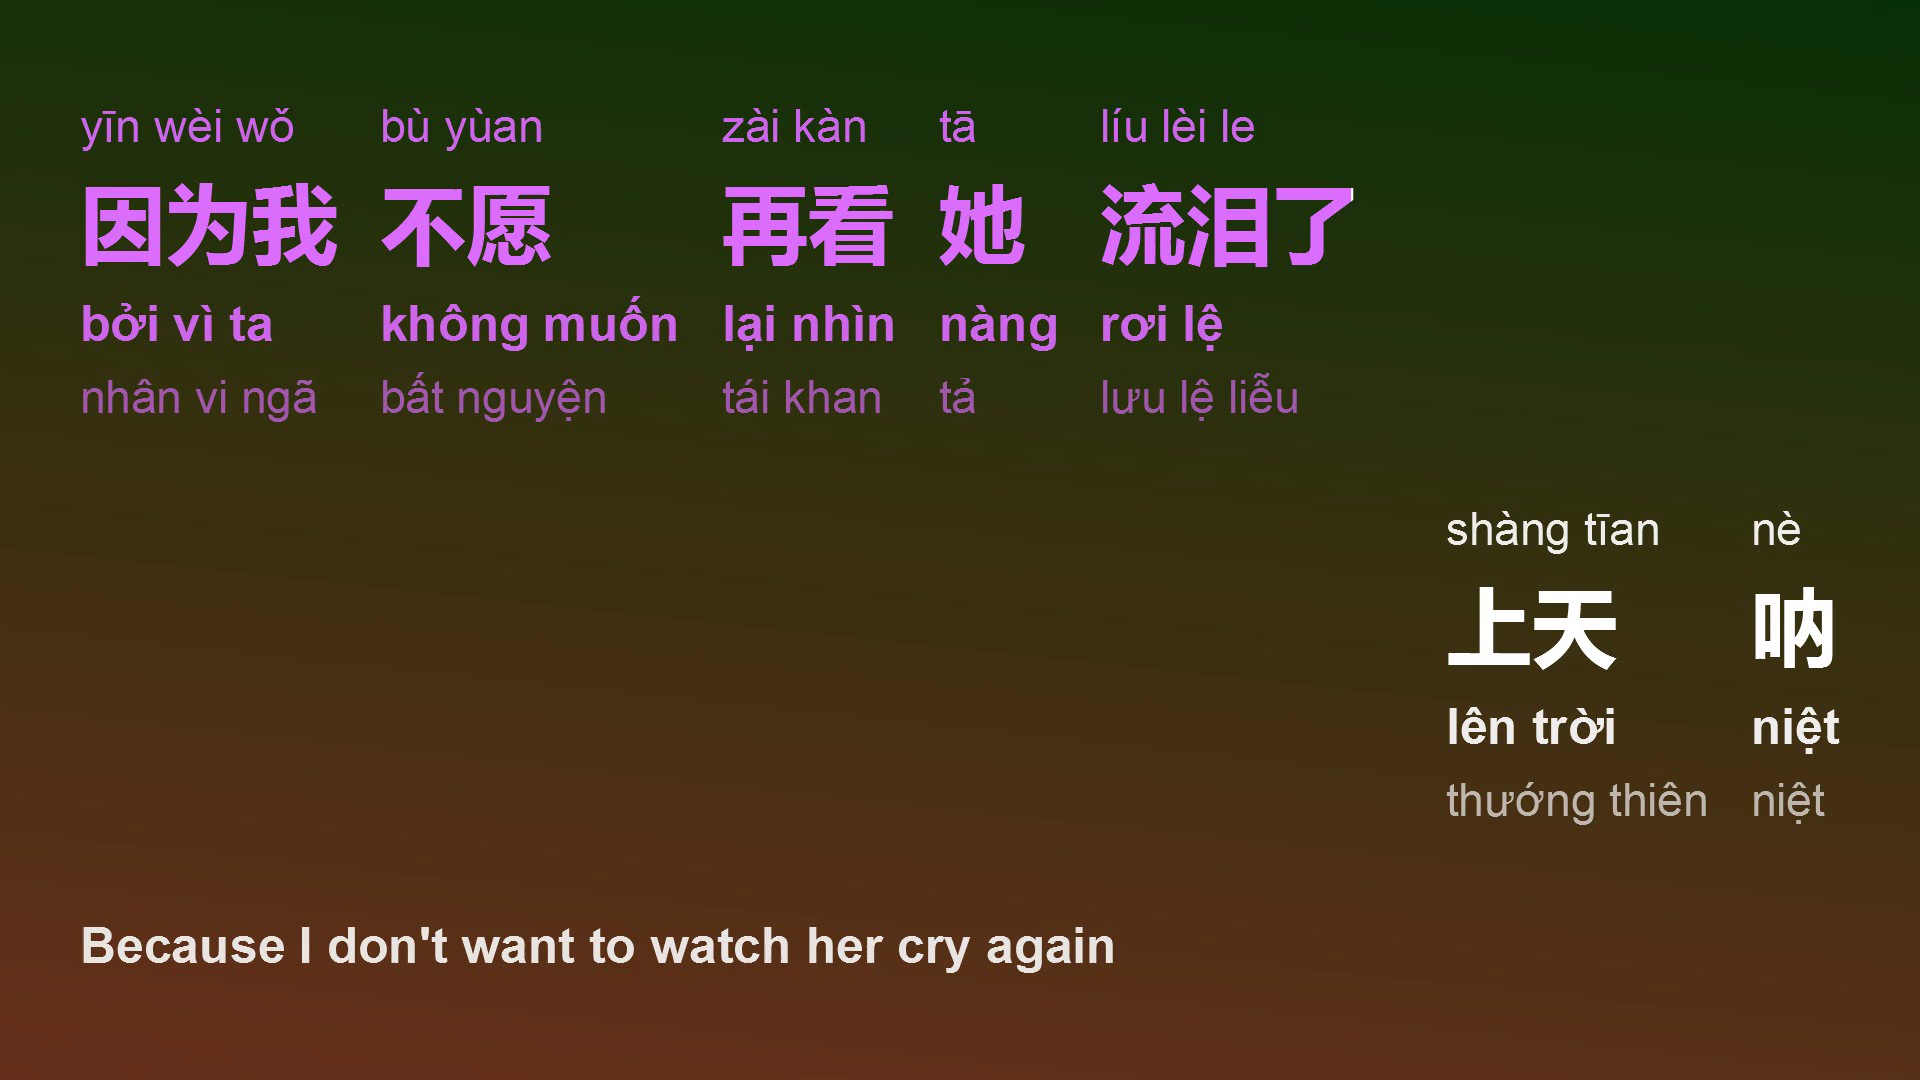 yīn wèi wǒ bù yùan zài kàn tā líu lèi le
因为我 不愿 再看 她 流泪了
bởi vì ta không muốn lại nhìn nàng rơi lệ
nhân vi ngã bất nguyện tái khan tả lưu lệ liễu
shàng tīan nè
上天 呐
lên trời niệt
thướng thiên niệt
Because I don't want to watch her cry again